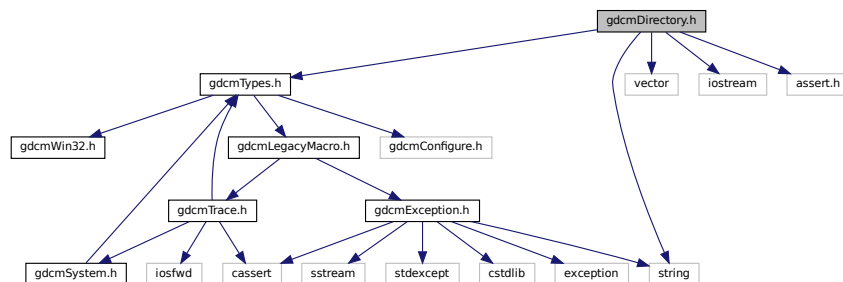 gdcmDirectory.h
gdcmTypes.h
vector
iostream
assert.h
gdcmWin32.h
gdcmLegacyMacro.h
gdcmConfigure.h
gdcmTrace.h
gdcmException.h
gdcmSystem.h
iosfwd
cassert
sstream
stdexcept
cstdlib
exception
string